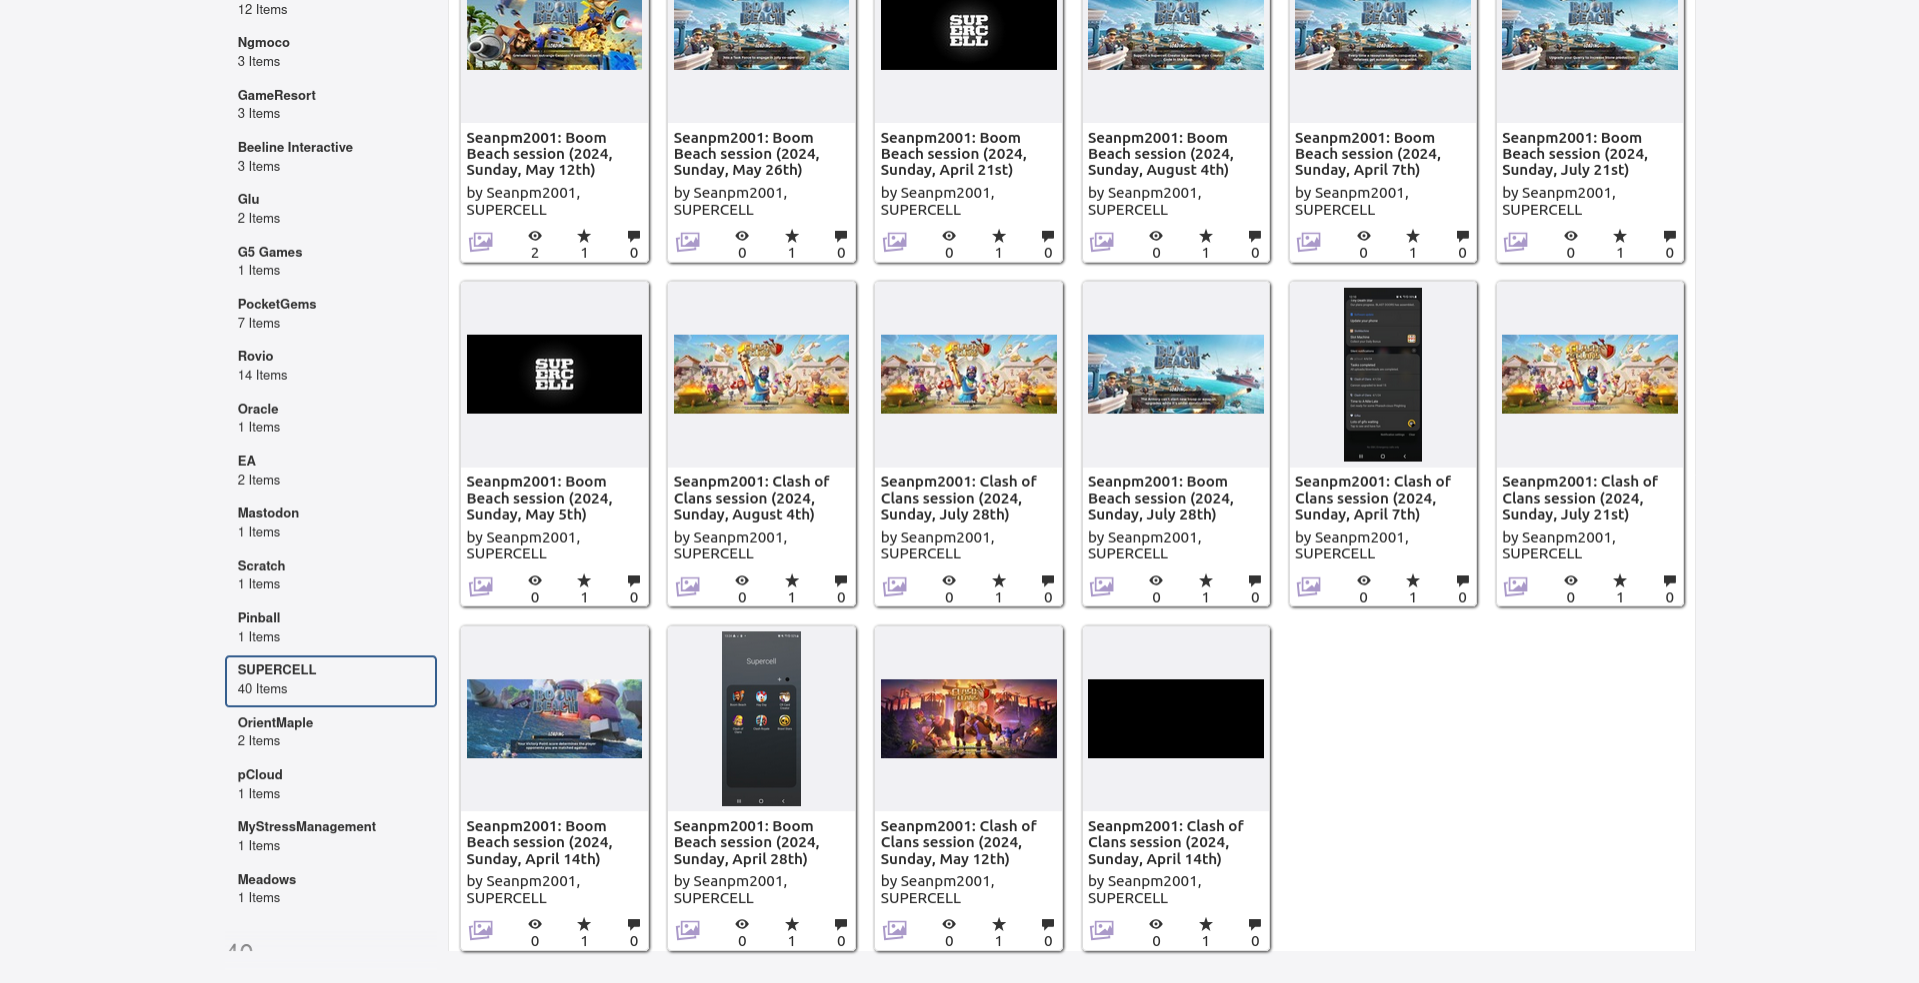 12 Items
Ngmoco
3 Items
GameResort
3 Items
Beeline Interactive
3 Items
Glu
2 Items
G5 Games
1 Items
PocketGems
7 Items
Rovio
14 Items
Oracle
1 Items
EA
2 Items
Mastodon
1 Items
Scratch
1 Items
Pinball
1 Items
SUPERCELL
40 Items
OrientMaple
2 Items
pCloud
1 Items
MyStressManagement
1 Items
Meadows
1 Items
BOOM BEACH
BOOM BEACH
SUP
ERC
ELL
BOOM BEACH
BOOM BEACH
BOOM BEACH
Seanpm2001: Boom
Beach session (2024,
Sunday, May 12th)
by Seanpm2001,
SUPERCELL
2 1 0
Seanpm2001: Boom
Beach session (2024,
Sunday, May 26th)
by Seanpm2001,
SUPERCELL
0 1 0
Seanpm2001: Boom
Beach session (2024,
Sunday, April 21st)
by Seanpm2001,
SUPERCELL
0 1 0
Seanpm2001: Boom
Beach session (2024,
Sunday, August 4th)
by Seanpm2001,
SUPERCELL
0 1 0
Seanpm2001: Boom
Beach session (2024,
Sunday, April 7th)
by Seanpm2001,
SUPERCELL
0 1 0
Seanpm2001: Boom
Beach session (2024,
Sunday, July 21st)
by Seanpm2001,
SUPERCELL
0 1 0
SUP
ERC
ELL
Seanpm2001: Boom
Beach session (2024,
Sunday, May 5th)
by Seanpm2001,
SUPERCELL
0 1 0
Seanpm2001: Clash of
Clans session (2024,
Sunday, August 4th)
by Seanpm2001,
SUPERCELL
0 1 0
Seanpm2001: Clash of
Clans session (2024,
Sunday, July 28th)
by Seanpm2001,
SUPERCELL
0 1 0
BOOM BEACH
Seanpm2001: Boom
Beach session (2024,
Sunday, July 28th)
by Seanpm2001,
SUPERCELL
0 1 0
Seanpm2001: Clash of
Clans session (2024,
Sunday, April 7th)
by Seanpm2001,
SUPERCELL
0 1 0
Seanpm2001: Clash of
Clans session (2024,
Sunday, July 21st)
by Seanpm2001,
SUPERCELL
0 1 0
BOOM BEACH
Seanpm2001: Boom
Beach session (2024,
Sunday, April 14th)
by Seanpm2001,
SUPERCELL
0 1 0
Supercell
Seanpm2001: Boom
Beach session (2024,
Sunday, April 28th)
by Seanpm2001,
SUPERCELL
0 1 0
Seanpm2001: Clash of
Clans session (2024,
Sunday, May 12th)
by Seanpm2001,
SUPERCELL
0 1 0
Seanpm2001: Clash of
Clans session (2024,
Sunday, April 14th)
by Seanpm2001,
SUPERCELL
0 1 0